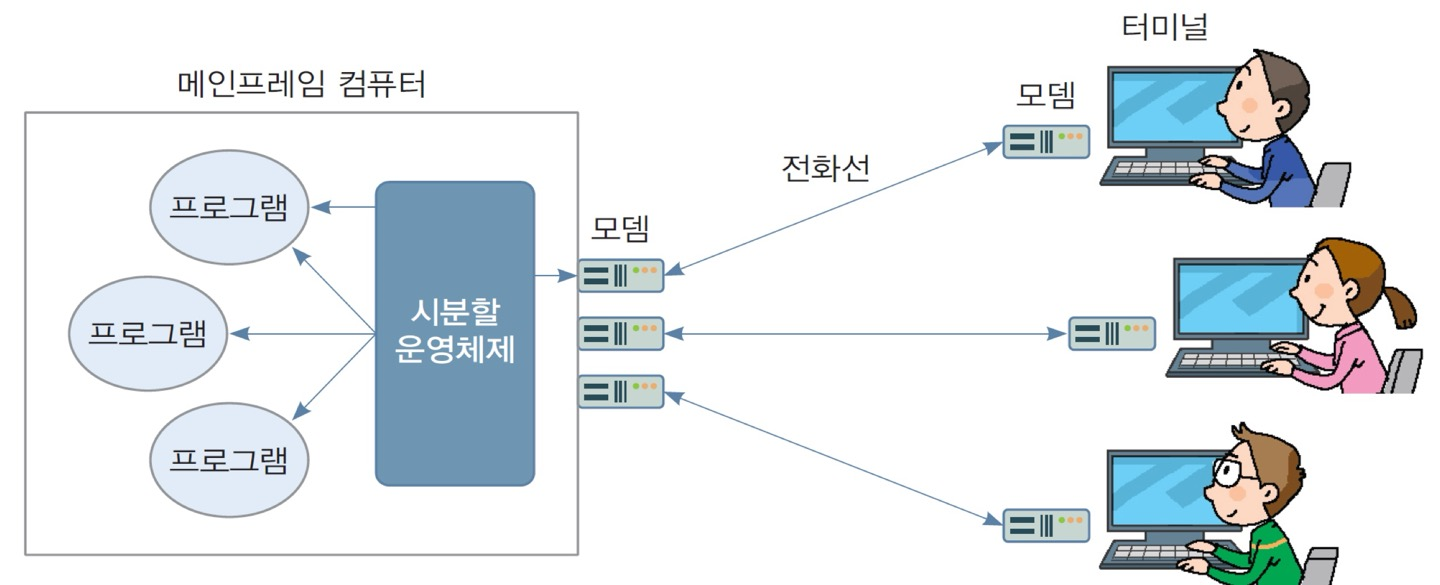 터미널
메인프레임 컴퓨터
모뎀
전화선
프로그램
모뎀
시분할
운영체제
프로그램
프로그램